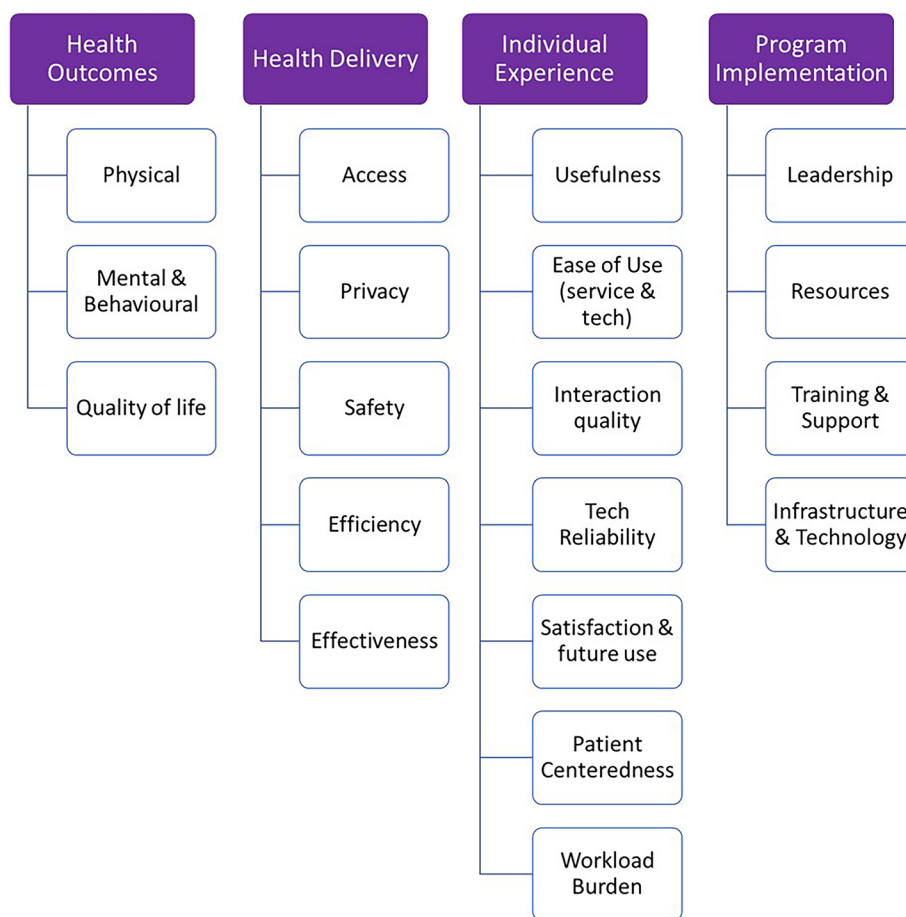 Health
Outcomes
Physical
Mental &
Behavioural
Quality of life
Health Delivery
Access
Privacy
Safety
Efficiency
Effectiveness
Individual
Experience
Usefulness
Ease of Use
(service &
tech)
Interaction
quality
Tech
Reliability
Satisfaction &
future use
Patient
Centeredness
Workload
Burden
Program
Implementation
Leadership
Resources
Training &
Support
Infrastructure
& Technology